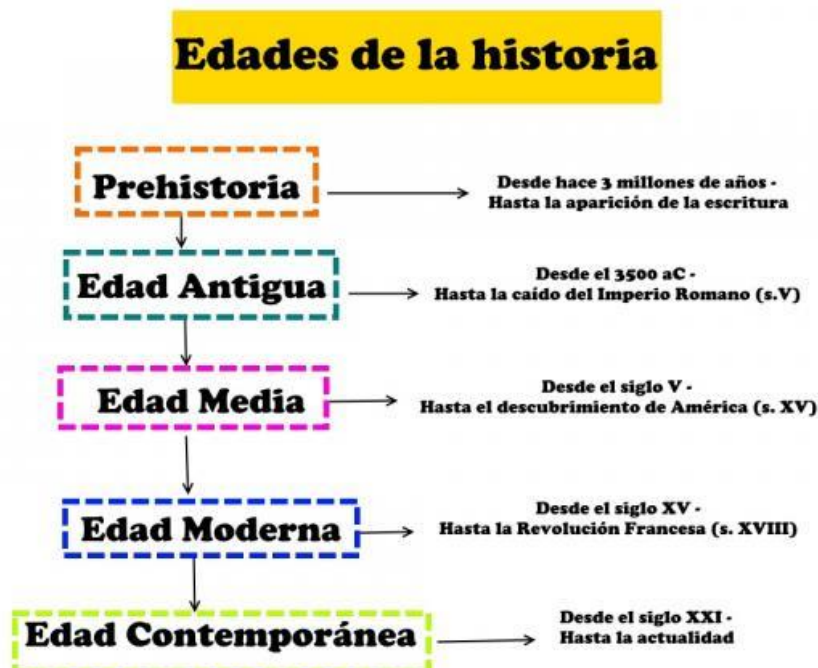 Edades de la historia
Prehistoria
Desde hace 3 millones de años -
Hasta la aparición de la escritura
Edad Antigua
Desde el 3500 aC -
Hasta la caído del Imperio Romano (s.V)
Edad Media
Desde el siglo V -
Hasta el descubrimiento de América (s. XV)
Edad Moderna
Desde el siglo XV -
Hasta la Revolución Francesa (s. XVIII)
Edad Contemporánea
Desde el siglo XXI -
Hasta la actualidad